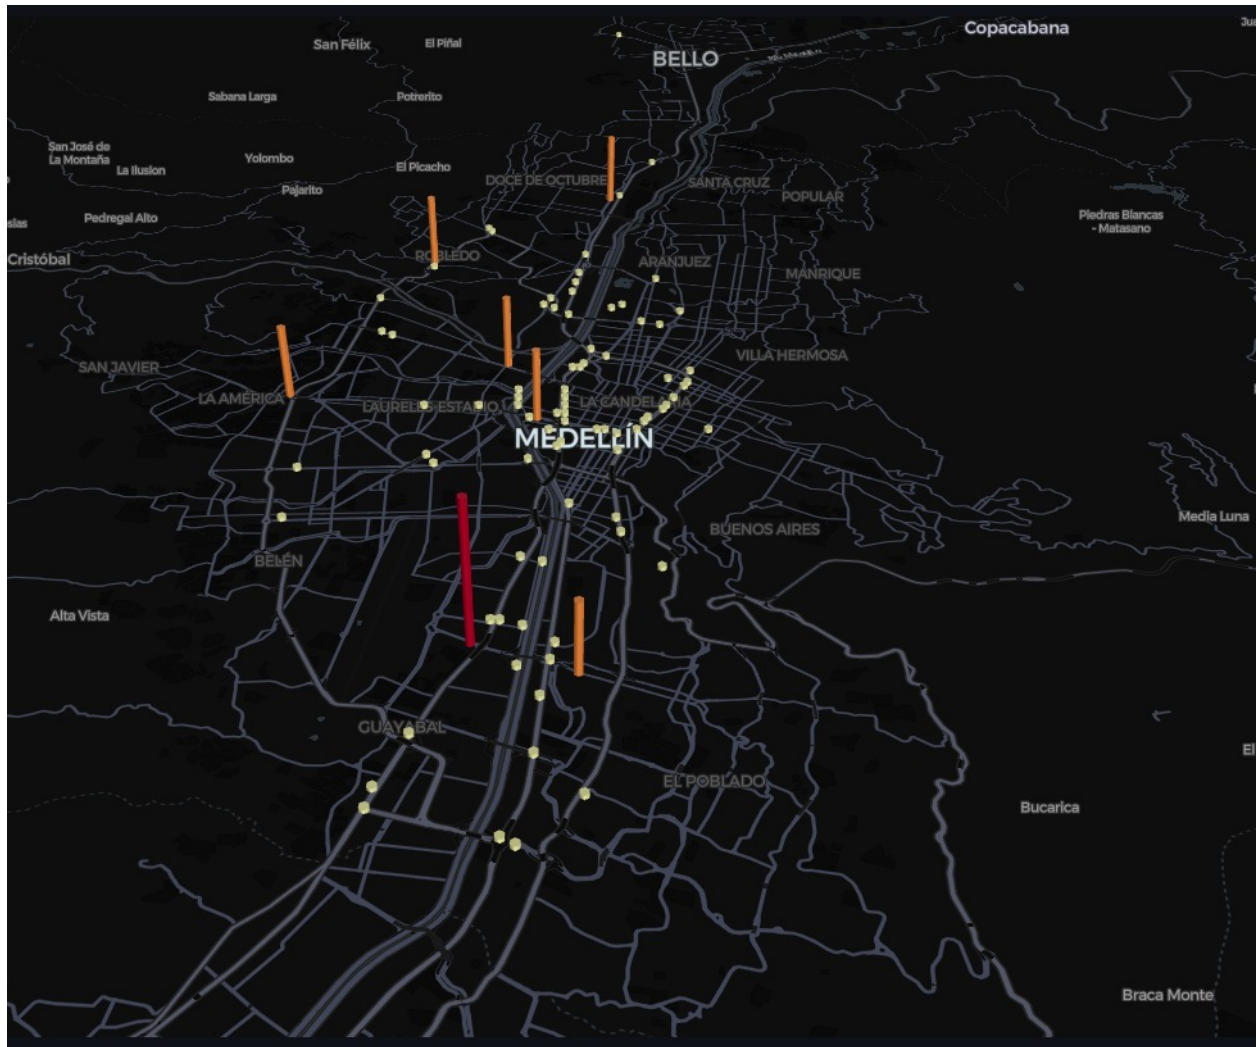 Copacabana
San Félix
El Piñal
BELLO
Sabana Larga
Potrerito
San José de
La Montaña
La Ilusion
Yolombo
El Picacho
DOCE DE OCTUBRE
SANTA CRUZ
Pajarito
POPULAR
Pedregal Alto
Piedras Blancas
- Matasano
Cristóbal
ROBLEDO
ARANJUEZ
MANRIQUE
SAN JAVIER
VILLA HERMOSA
LA AMÉRICA
LAURELES ESTADIO
LA CANDELARIA
MEDELLÍN
Media Luna
BUENOS AIRES
BELÉN
Alta Vista
GUAYABAL
El
EL POBLADO
Bucarica
Braca Monte